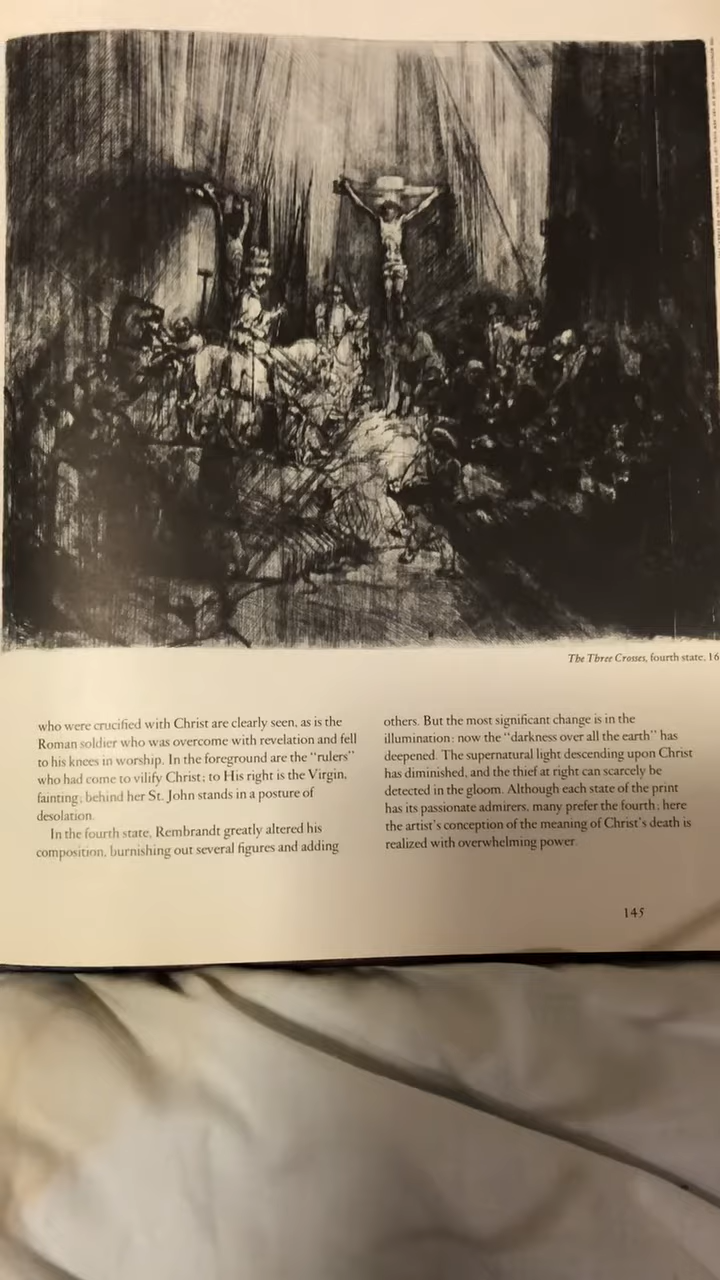 The Three Crosses, fourth state, 16
who were crucified with Christ are clearly seen, as is the
Roman soldier who was overcome with revelation and fell
to his knees in worship. In the foreground are the “rulers”
who had come to vilify Christ; to His right is the Virgin,
fainting; behind her St. John stands in a posture of
desolation.
In the fourth state, Rembrandt greatly altered his
composition, burnishing out several figures and adding
others. But the most significant change is in the
illumination: now the “darkness over all the earth” has
deepened. The supernatural light descending upon Christ
has diminished, and the thief at right can scarcely be
detected in the gloom. Although each state of the print
has its passionate admirers, many prefer the fourth; here
the artist’s conception of the meaning of Christ’s death is
realized with overwhelming power.
145